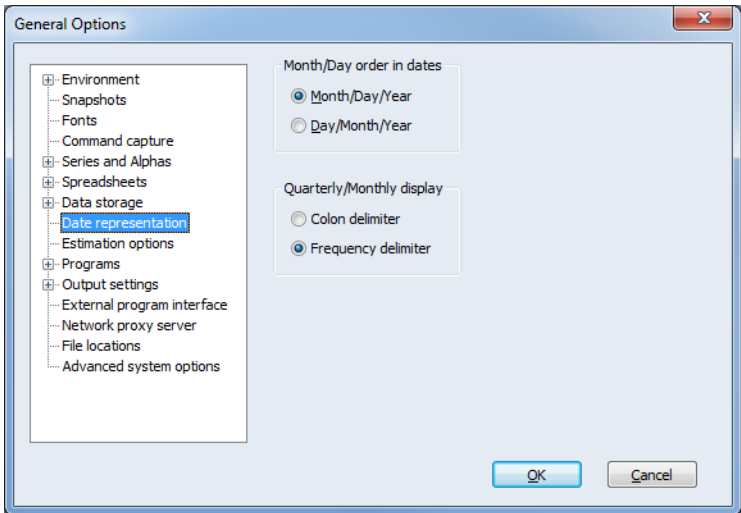 General Options
Environment
Snapshots
Fonts
Command capture
Series and Alphas
Spreadsheets
Data storage
Date representation
Estimation options
Programs
Output settings
External program interface
Network proxy server
File locations
Advanced system options
Month/Day order in dates
Month/Day/Year
Day/Month/Year
Quarterly/Monthly display
Colon delimiter
Frequency delimiter
OK
Cancel